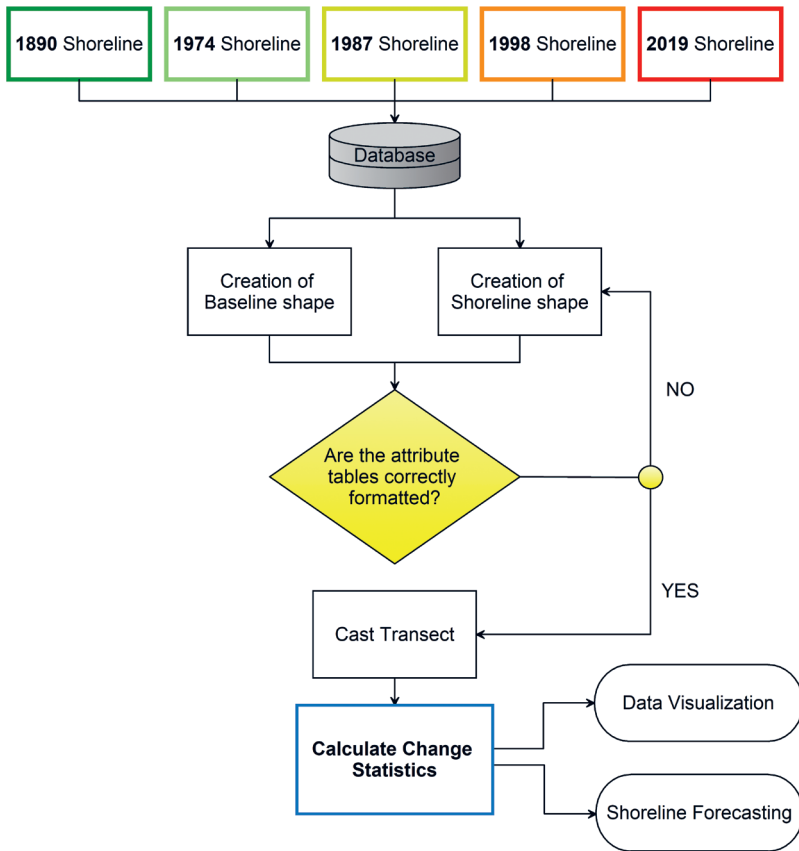 1890 Shoreline
1974 Shoreline
1987 Shoreline
1998 Shoreline
2019 Shoreline
Database
Creation of
Baseline shape
Creation of
Shoreline shape
NO
Are the attribute
tables correctly
formatted?
YES
Cast Transect
Calculate Change
Statistics
Data Visualization
Shoreline Forecasting